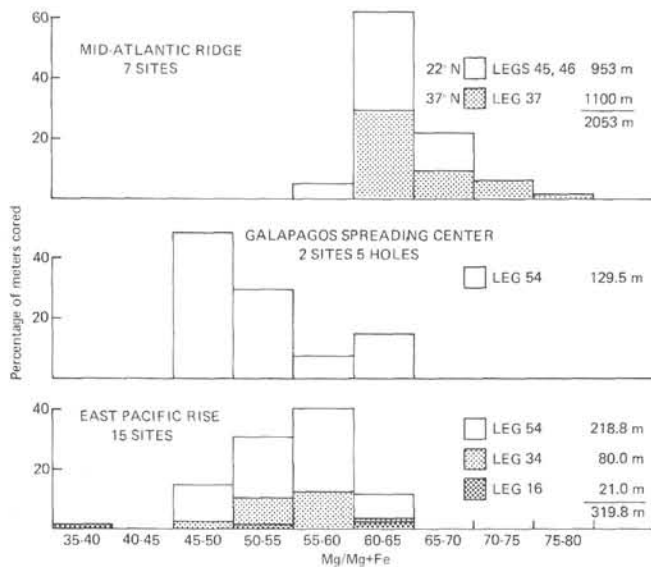 Percentage of meters cored
60
40
20
MID-ATLANTIC RIDGE
7 SITES
22° N LEGS 45, 46 953 m
37° N LEG 37 1100 m
2053 m
40
20
GALAPAGOS SPREADING CENTER
2 SITES 5 HOLES
LEG 54 129.5 m
40
20
EAST PACIFIC RISE
15 SITES
LEG 54 218.8 m
LEG 34 80.0 m
LEG 16 21.0 m
319.8 m
35-40 40-45 45-50 50-55 55-60 60-65 65-70 70-75 75-80
Mg/Mg+Fe